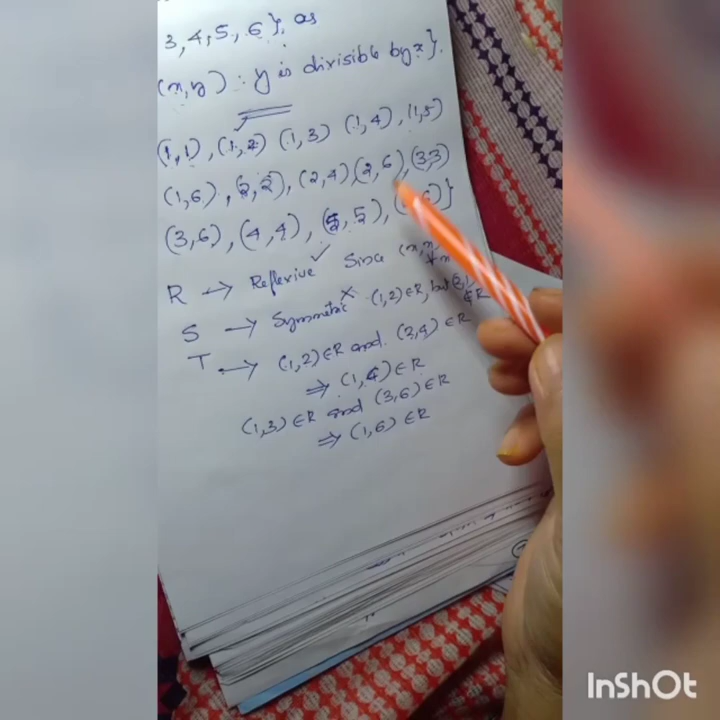 3, 4, 5, 6 }, as
(x, y) : y is divisible by x }.
(1,1), (1,2) (1,3) (1,4), (1,5)
(1,6), (2,2), (2,4) (2,6), (3,3)
(3,6), (4,4), (5,5), 6) }
R → Reflexive ✓ Since (x,x)
S → Symmetric × (1,2) ∈ R, but ∉ R
T → (1,2) ∈ R and (2,4) ∈ R
⇒ (1,4) ∈ R
(1,3) ∈ R and (3,6) ∈ R
⇒ (1,6) ∈ R
InShOt